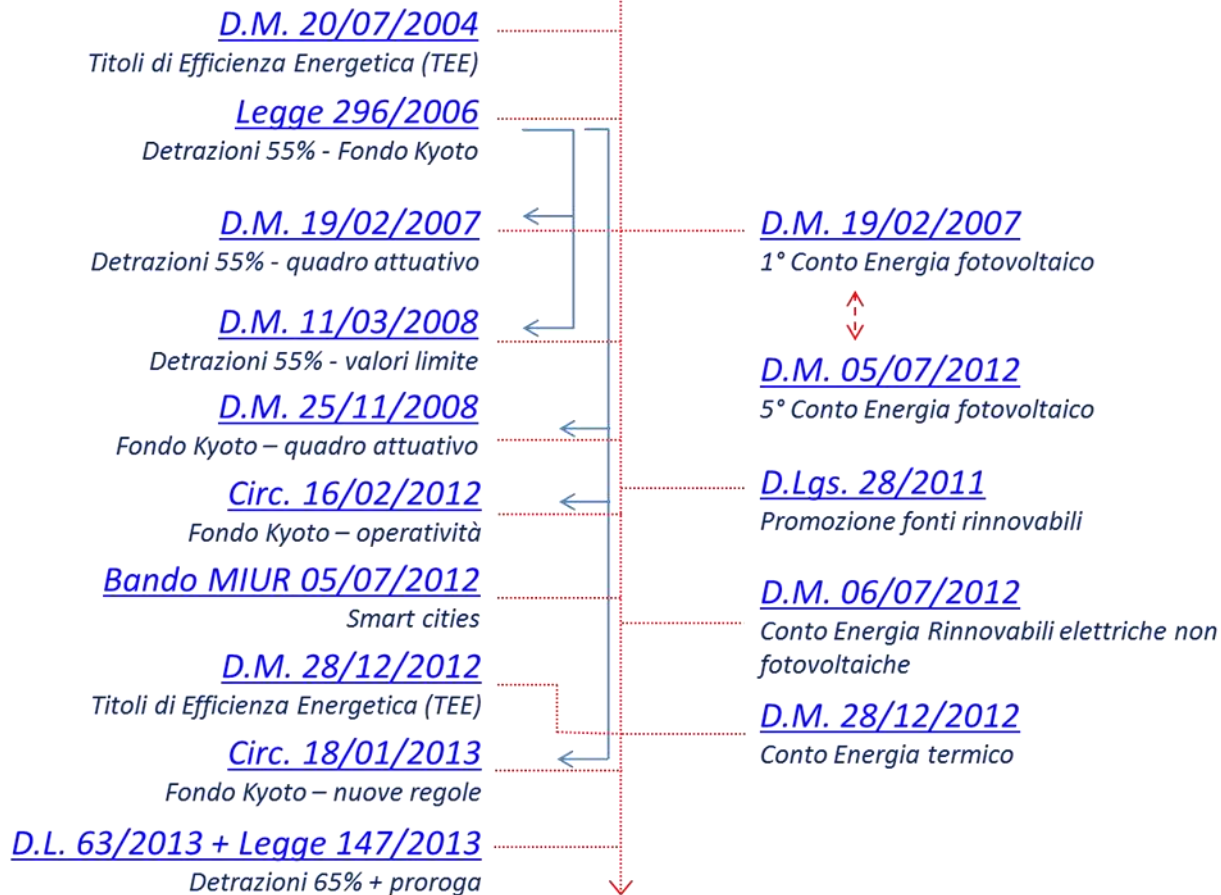 D.M. 20/07/2004
Titoli di Efficienza Energetica (TEE)
Legge 296/2006
Detrazioni 55% - Fondo Kyoto
D.M. 19/02/2007
Detrazioni 55% - quadro attuativo
D.M. 11/03/2008
Detrazioni 55% - valori limite
D.M. 25/11/2008
Fondo Kyoto – quadro attuativo
Circ. 16/02/2012
Fondo Kyoto – operatività
Bando MIUR 05/07/2012
Smart cities
D.M. 28/12/2012
Titoli di Efficienza Energetica (TEE)
Circ. 18/01/2013
Fondo Kyoto – nuove regole
D.L. 63/2013 + Legge 147/2013
Detrazioni 65% + proroga
D.M. 19/02/2007
1° Conto Energia fotovoltaico
D.M. 05/07/2012
5° Conto Energia fotovoltaico
D.Lgs. 28/2011
Promozione fonti rinnovabili
D.M. 06/07/2012
Conto Energia Rinnovabili elettriche non
fotovoltaiche
D.M. 28/12/2012
Conto Energia termico